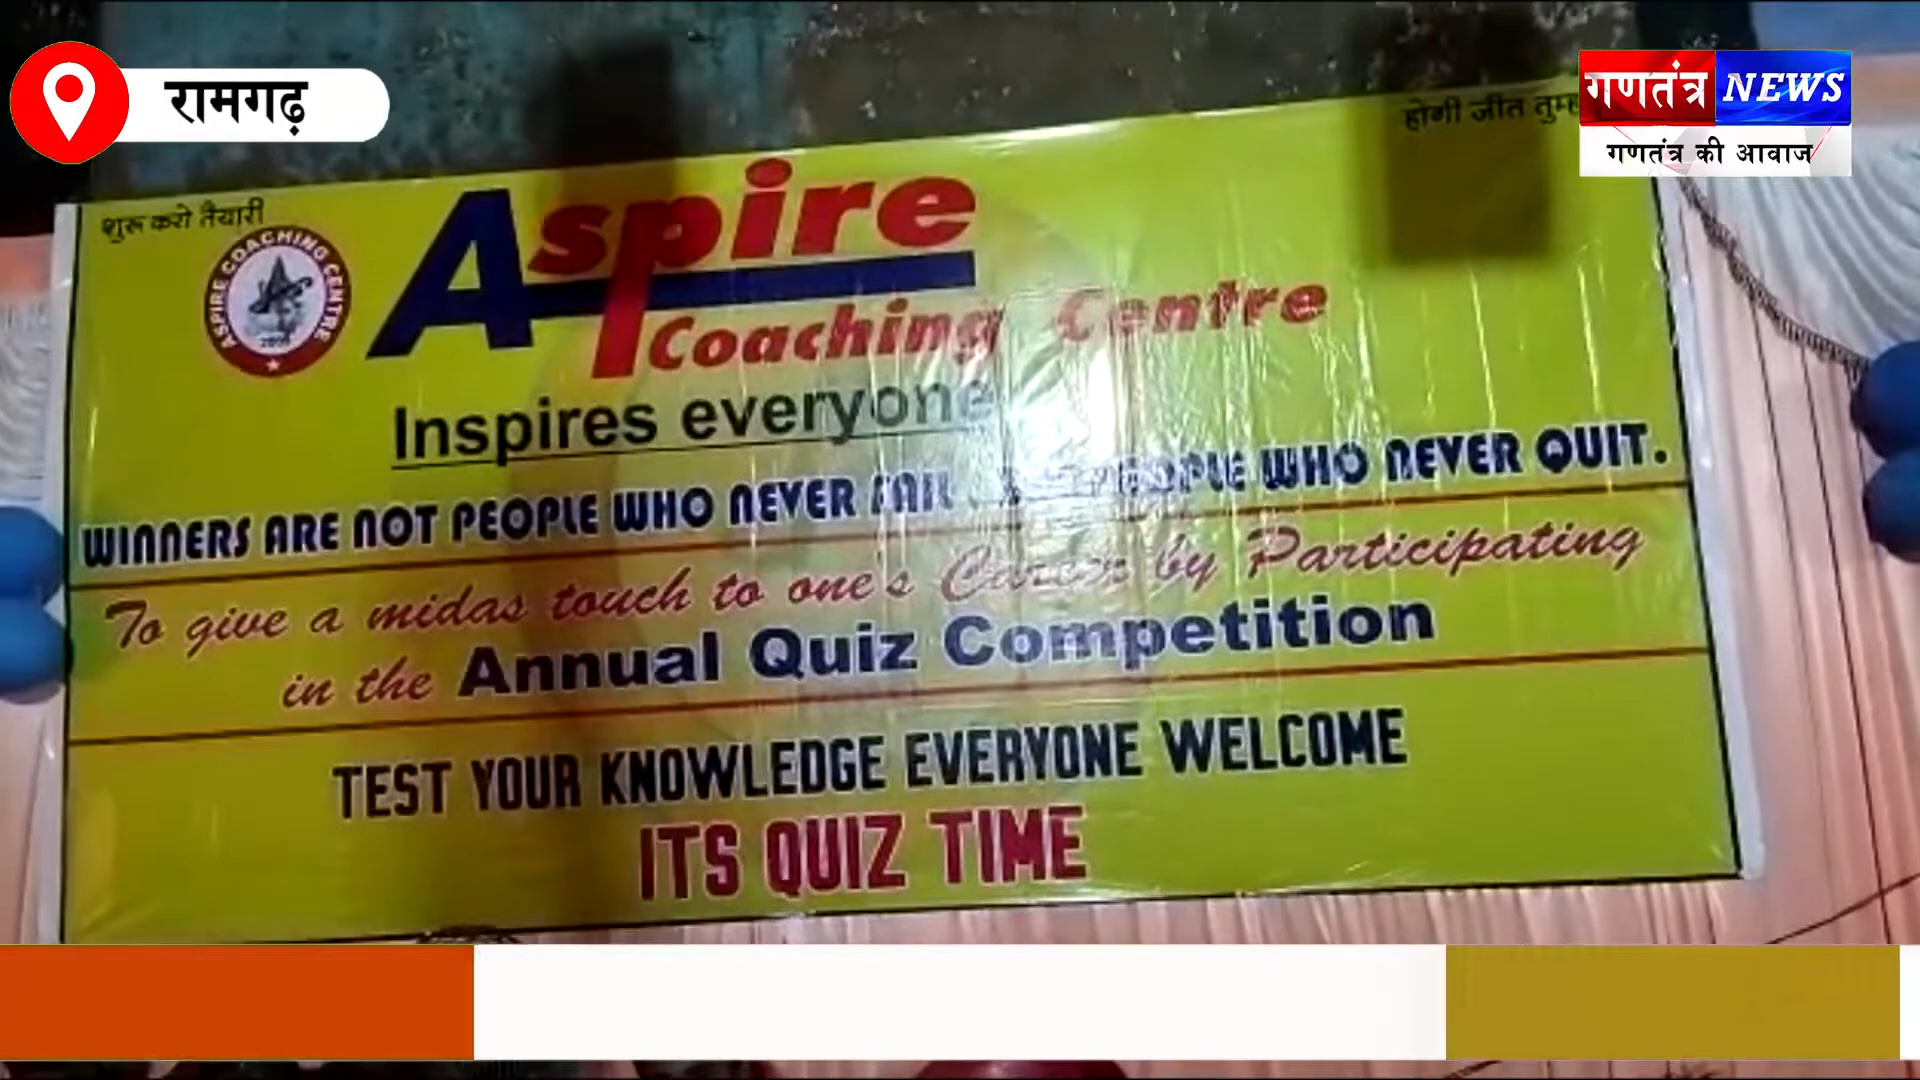 रामगढ़
गणतंत्र NEWS
गणतंत्र की आवाज
होगी जीत
शुरू करो तैयारी
ASPIRE COACHING CENTRE
Aspire
Coaching Centre
Inspires everyone
WINNERS ARE NOT PEOPLE WHO NEVER FAIL PEOPLE WHO NEVER QUIT.
To give a midas touch to one's by Participating
in the Annual Quiz Competition
TEST YOUR KNOWLEDGE EVERYONE WELCOME
ITS QUIZ TIME